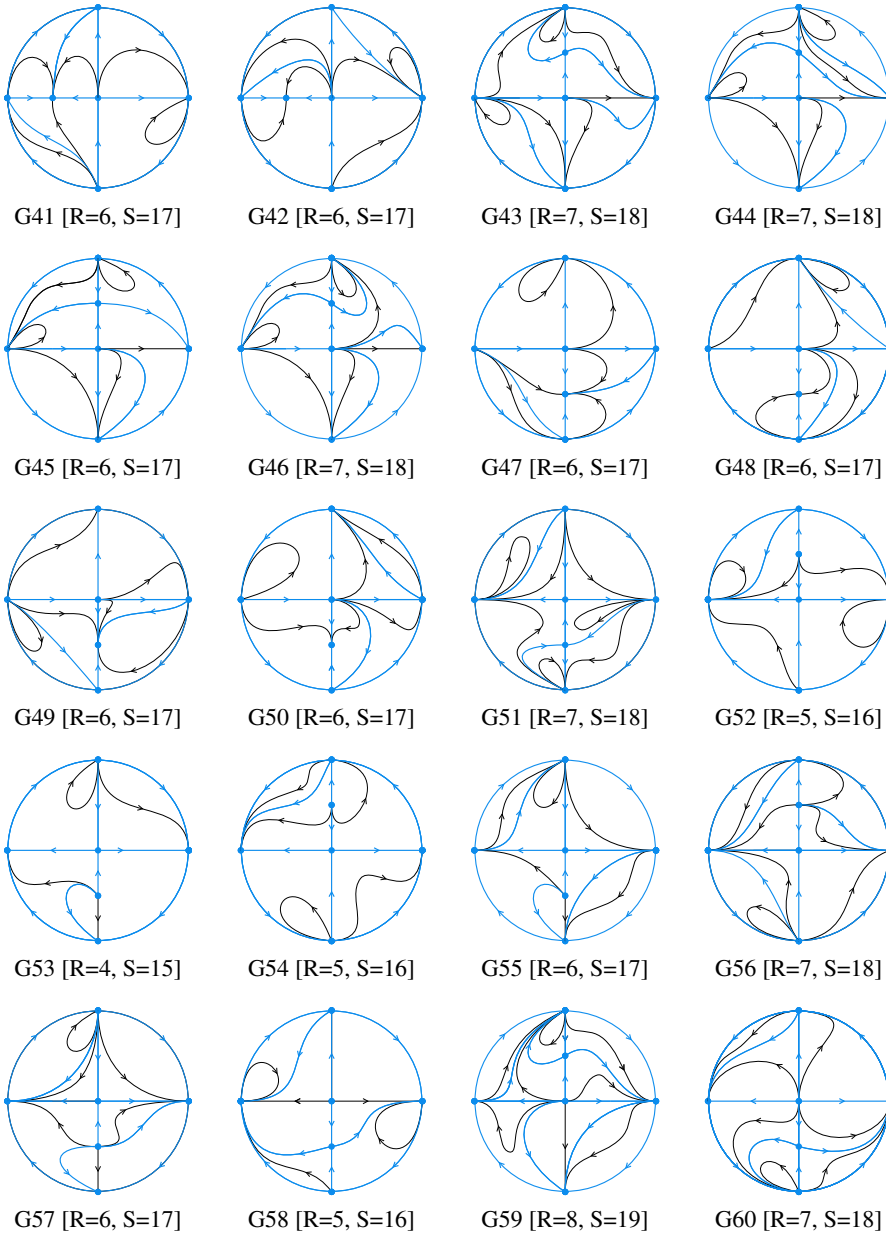 G41 [R=6, S=17] G42 [R=6, S=17] G43 [R=7, S=18] G44 [R=7, S=18]
G45 [R=6, S=17] G46 [R=7, S=18] G47 [R=6, S=17] G48 [R=6, S=17]
G49 [R=6, S=17] G50 [R=6, S=17] G51 [R=7, S=18] G52 [R=5, S=16]
G53 [R=4, S=15] G54 [R=5, S=16] G55 [R=6, S=17] G56 [R=7, S=18]
G57 [R=6, S=17] G58 [R=5, S=16] G59 [R=8, S=19] G60 [R=7, S=18]